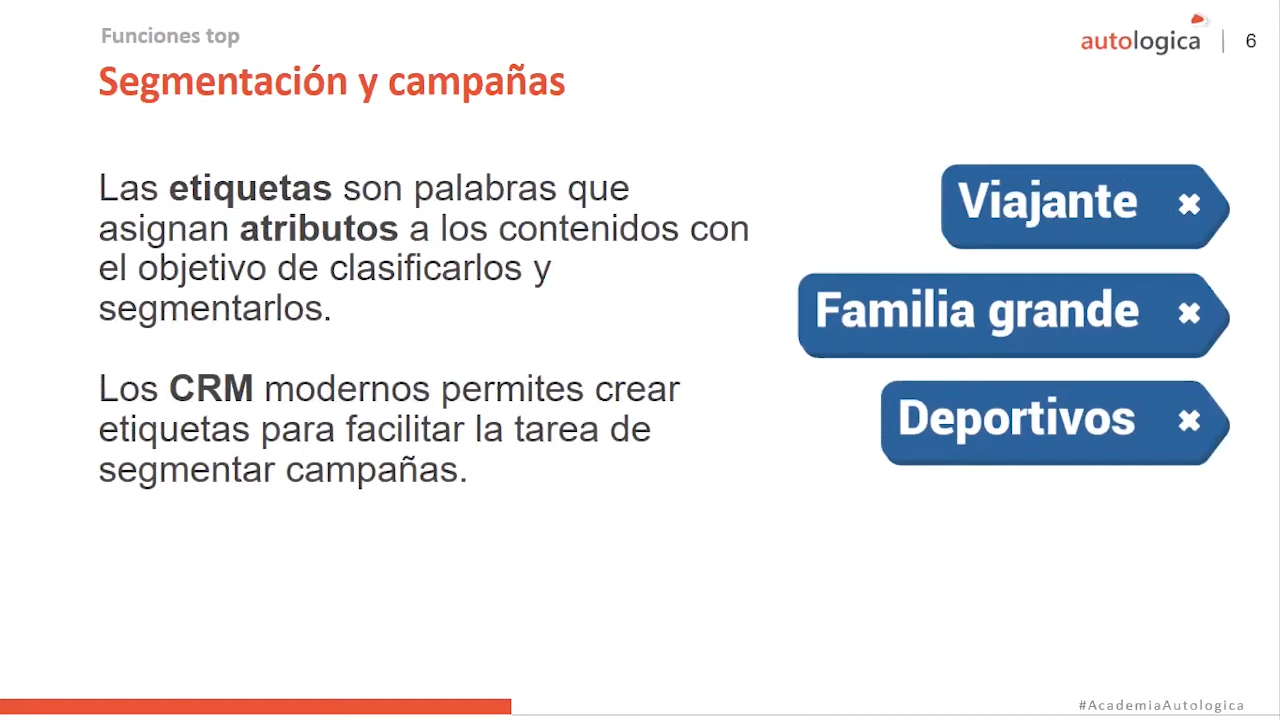 Funciones top
autologica | 6
Segmentación y campañas
Las etiquetas son palabras que
asignan atributos a los contenidos con
el objetivo de clasificarlos y
segmentarlos.
Los CRM modernos permites crear
etiquetas para facilitar la tarea de
segmentar campañas.
Viajante ×
Familia grande ×
Deportivos ×
#AcademiaAutologica